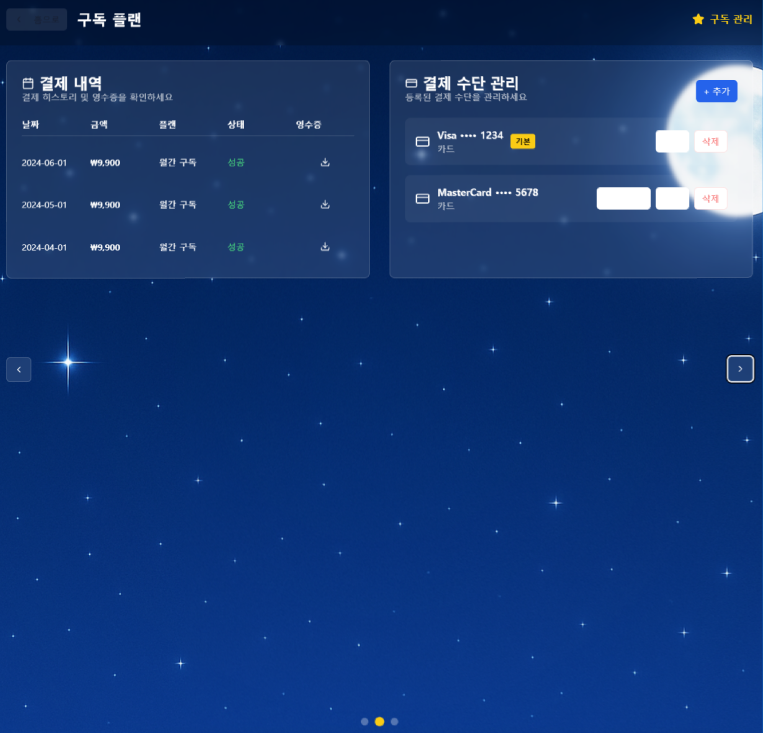 구독 플랜
구독 관리
결제 내역
결제 히스토리 및 영수증을 확인하세요
날짜 금액 플랜 상태 영수증
2024-06-01 ₩9,900 월간 구독 성공
2024-05-01 ₩9,900 월간 구독 성공
2024-04-01 ₩9,900 월간 구독 성공
결제 수단 관리
등록된 결제 수단을 관리하세요
+ 추가
Visa •••• 1234 기본
카드
삭제
MasterCard •••• 5678
카드
삭제